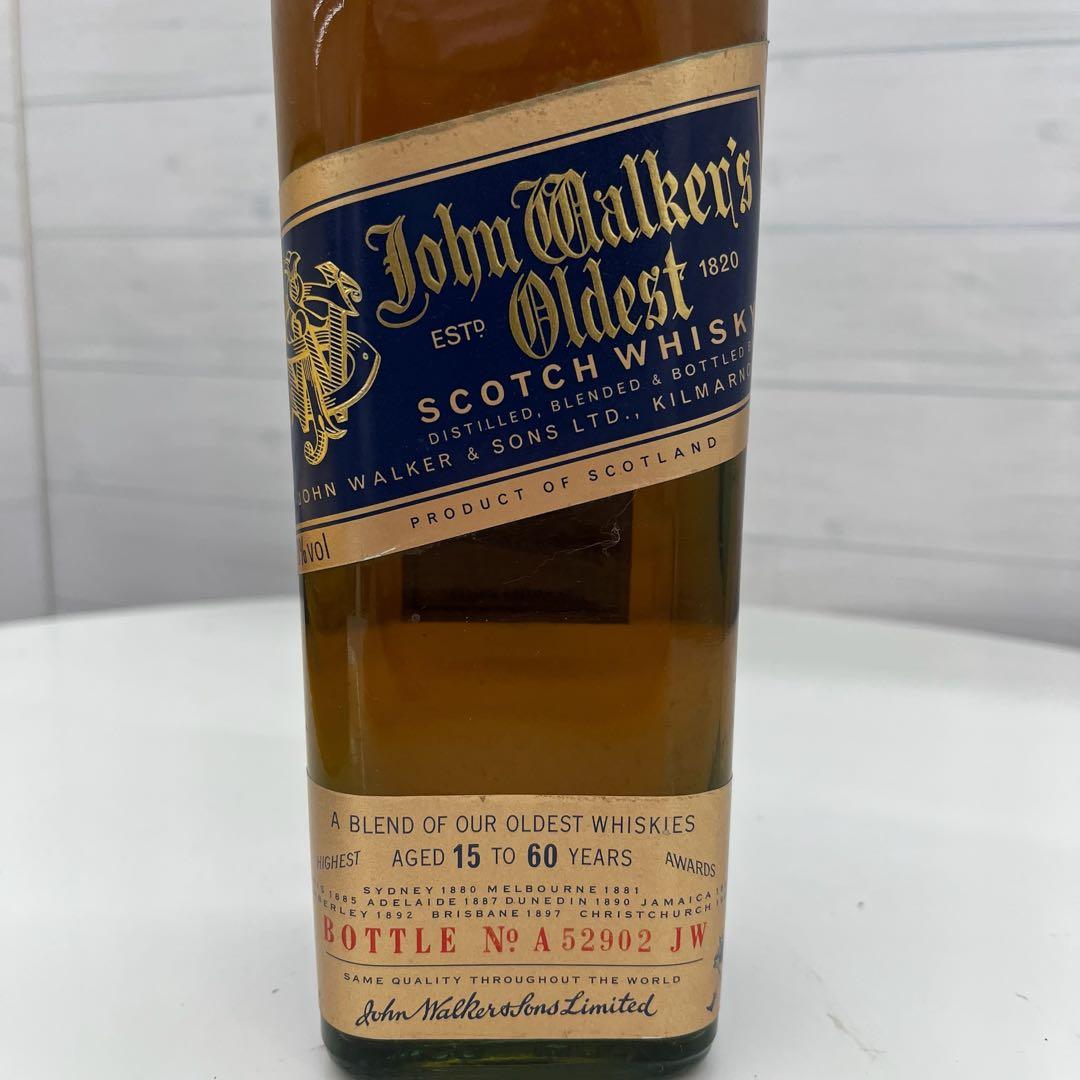 John Walker's
Oldest
ESTD. 1820
SCOTCH WHISKY
DISTILLED, BLENDED & BOTTLED
JOHN WALKER & SONS LTD.,
PRODUCT OF SCOTLAND
%vol
A BLEND OF OUR OLDEST WHISKIES
HIGHEST AGED 15 TO 60 YEARS AWARDS
SYDNEY 1880 MELBOURNE 1881
1885 ADELAIDE 1887 DUNEDIN 1890 JAMAICA
1892 BRISBANE 1897 CHRISTCHURCH
BOTTLE No A 52902 JW
SAME QUALITY THROUGHOUT THE WORLD
John Walker & Sons Limited